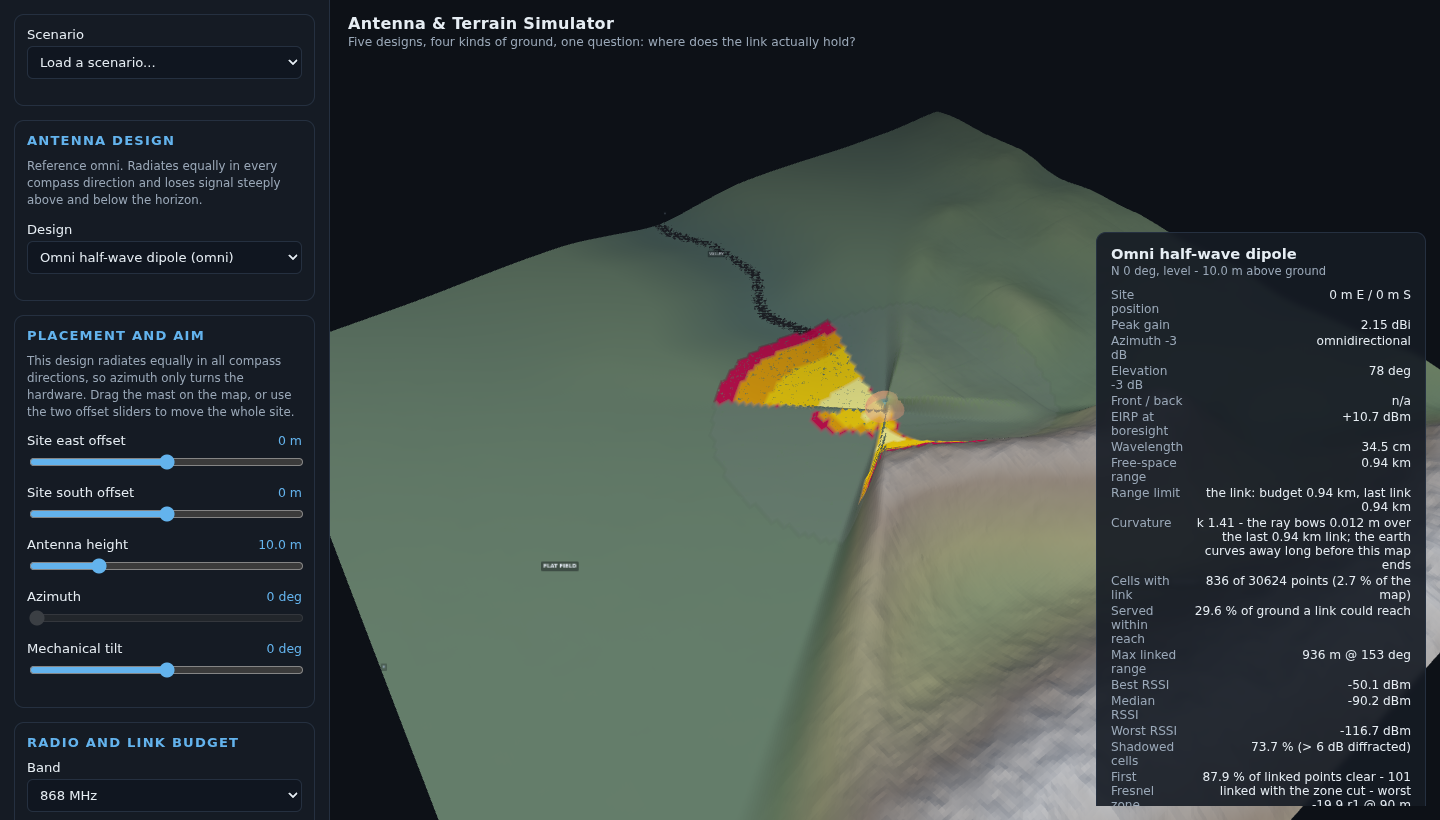 Scenario
Load a scenario...
ANTENNA DESIGN
Reference omni. Radiates equally in every
compass direction and loses signal steeply
above and below the horizon.
Design
Omni half-wave dipole (omni)
PLACEMENT AND AIM
This design radiates equally in all compass
directions, so azimuth only turns the
hardware. Drag the mast on the map, or use
the two offset sliders to move the whole site.
Site east offset 0 m
Site south offset 0 m
Antenna height 10.0 m
Azimuth 0 deg
Mechanical tilt 0 deg
RADIO AND LINK BUDGET
Band
868 MHz
Antenna & Terrain Simulator
Five designs, four kinds of ground, one question: where does the link actually hold?
VALLEY
FLAT FIELD
Omni half-wave dipole
N 0 deg, level - 10.0 m above ground
Site 0 m E / 0 m S
position
Peak gain 2.15 dBi
Azimuth -3 omnidirectional
dB
Elevation 78 deg
-3 dB
Front / back n/a
EIRP at +10.7 dBm
boresight
Wavelength 34.5 cm
Free-space 0.94 km
range
Range limit the link: budget 0.94 km, last link
0.94 km
Curvature k 1.41 - the ray bows 0.012 m over
the last 0.94 km link; the earth
curves away long before this map
ends
Cells with 836 of 30624 points (2.7 % of the
link map)
Served 29.6 % of ground a link could reach
within
reach
Max linked 936 m @ 153 deg
range
Best RSSI -50.1 dBm
Median -90.2 dBm
RSSI
Worst RSSI -116.7 dBm
Shadowed 73.7 % (> 6 dB diffracted)
cells
First 87.9 % of linked points clear - 101
Fresnel linked with the zone cut - worst
zone -19.9 r1 @ 90 m